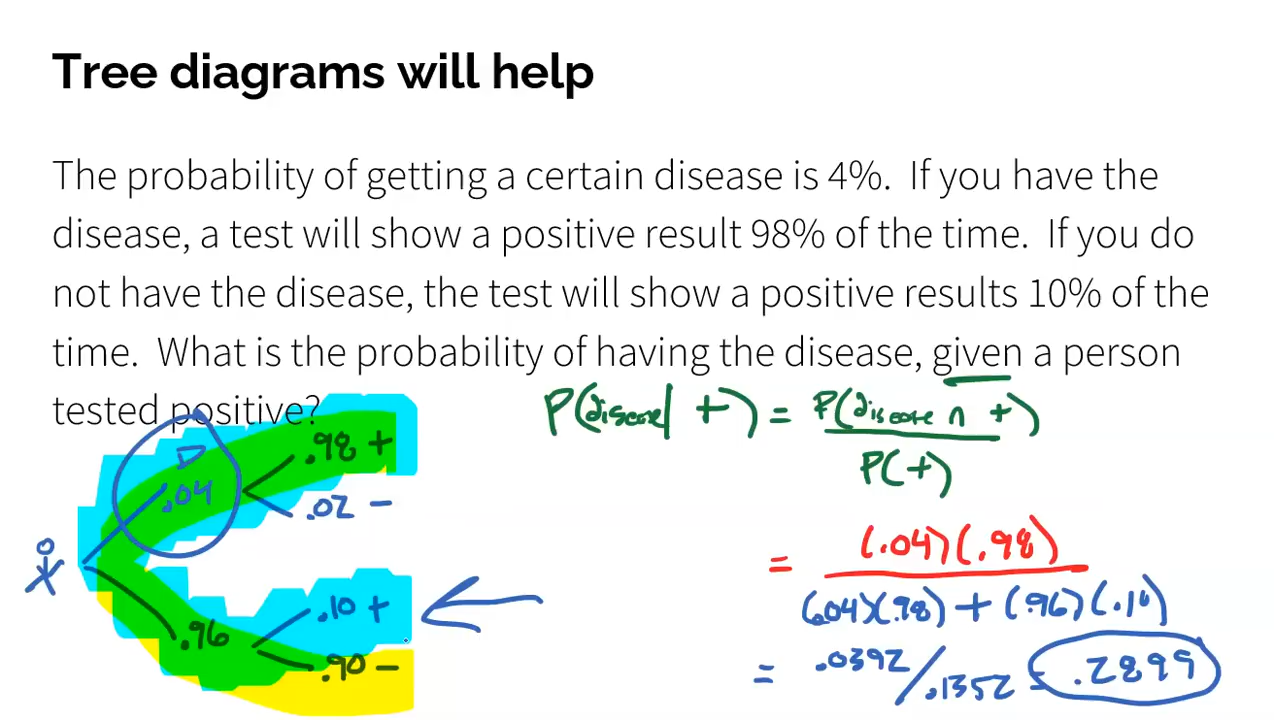 Tree diagrams will help
The probability of getting a certain disease is 4%. If you have the
disease, a test will show a positive result 98% of the time. If you do
not have the disease, the test will show a positive results 10% of the
time. What is the probability of having the disease, given a person
tested positive?
P(disease| +) = P(disease ∩ +)
P(+)
D
.98 +
.04
.02 -
= (.04)(.98)
(.04)(.98) + (.96)(.10)
.10 +
.96
.90 -
= .0392/.1352 = .2899